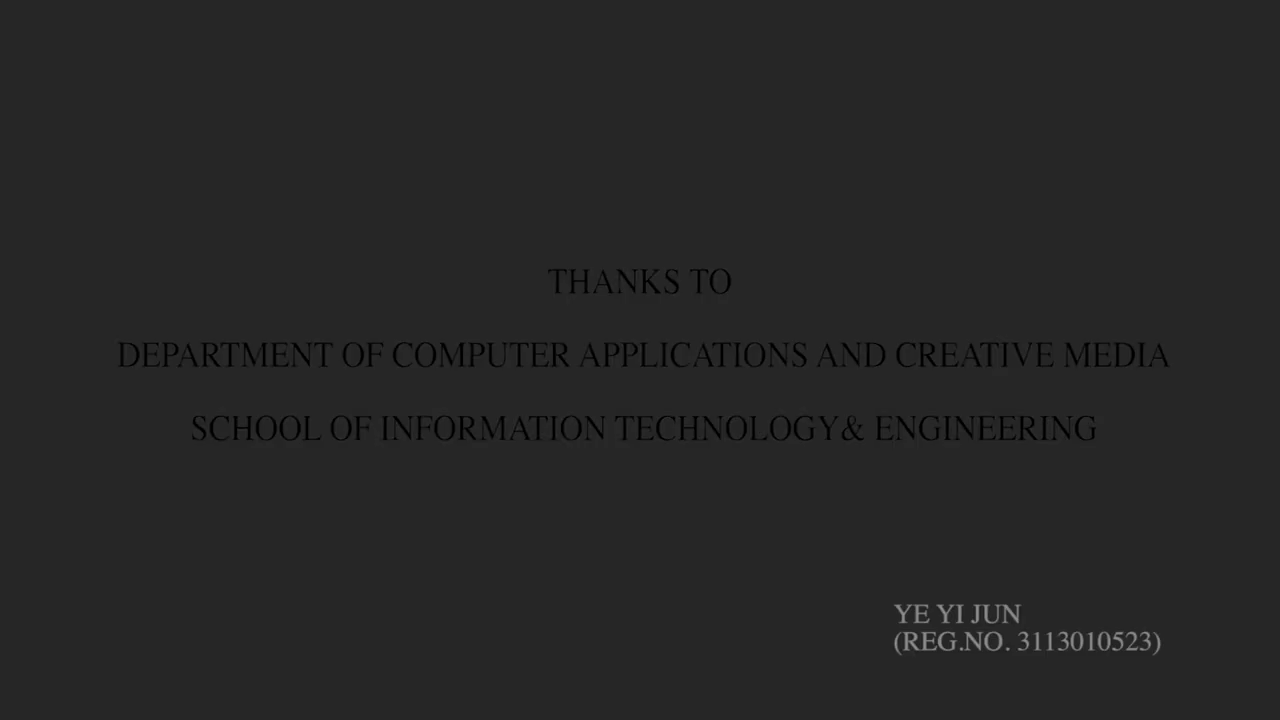 THANKS TO
DEPARTMENT OF COMPUTER APPLICATIONS AND CREATIVE MEDIA
SCHOOL OF INFORMATION TECHNOLOGY& ENGINEERING
YE YI JUN
(REG.NO. 3113010523)